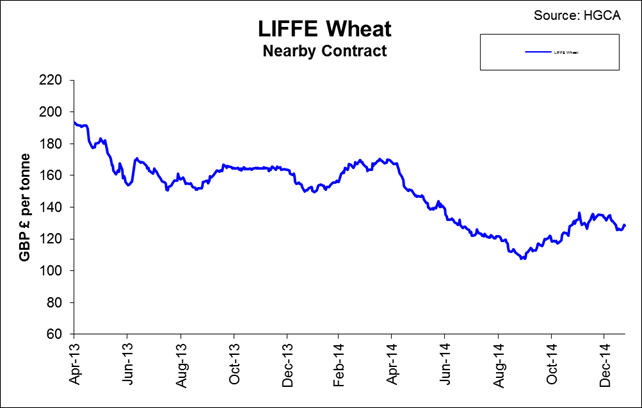 LIFFE Wheat
Nearby Contract
Source: HGCA
LIFFE Wheat
GBP £ per tonne
220
200
180
160
140
120
100
80
60
Apr-13
Jun-13
Aug-13
Oct-13
Dec-13
Feb-14
Apr-14
Jun-14
Aug-14
Oct-14
Dec-14